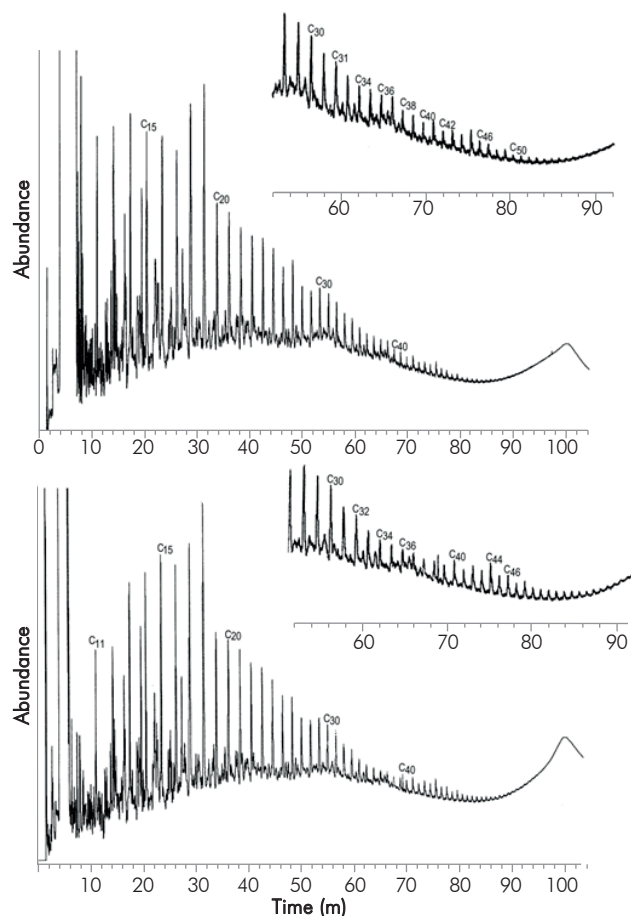 C30
C31
C34
C36
C38
C40
C42
C46
C50
60 70 80 90
Abundance
C15
C20
C30
C40
0 10 20 30 40 50 60 70 80 90 100
C30
C32
C34
C36
C40
C44
C46
60 70 80 90
Abundance
C11
C15
C20
C30
C40
10 20 30 40 50 60 70 80 90 100
Time (m)